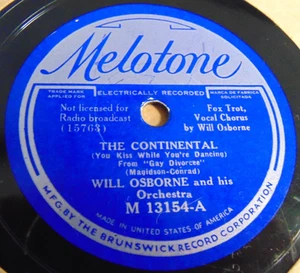 Melotone
TRADE MARK
APPLIED FOR
ELECTRICALLY RECORDED
MARCA DE FABRICA
SOLICITADA
Not licensed for
Radio broadcast
(15763)
Fox Trot,
Vocal Chorus
by Will Osborne
THE CONTINENTAL
(You Kiss While You're Dancing)
From "Gay Divorcee"
(Magidson-Conrad)
WILL OSBORNE and his
Orchestra
M 13154-A
MADE IN UNITED STATES OF AMERICA
MFG. BY THE BRUNSWICK RECORD CORPORATION